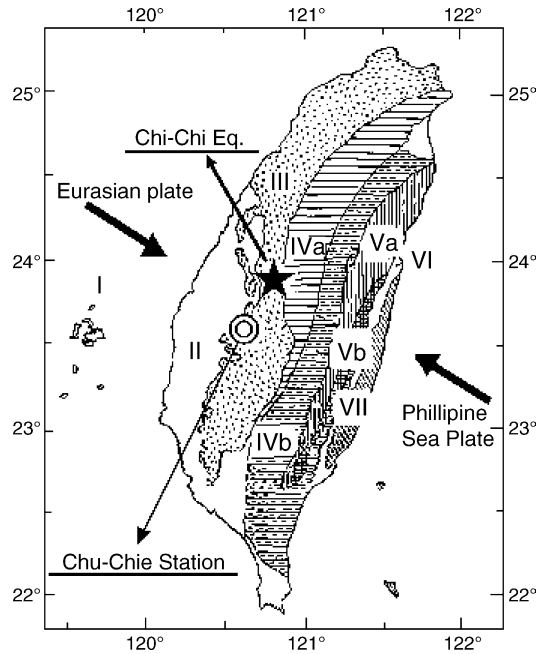 120° 121° 122°
25° 25°
Chi-Chi Eq.
III
Eurasian plate
IVa Va VI
24° 24°
I
II
Vb
VII
Phillipine
Sea Plate
23° 23°
IVb
Chu-Chie Station
22° 22°
120° 121° 122°